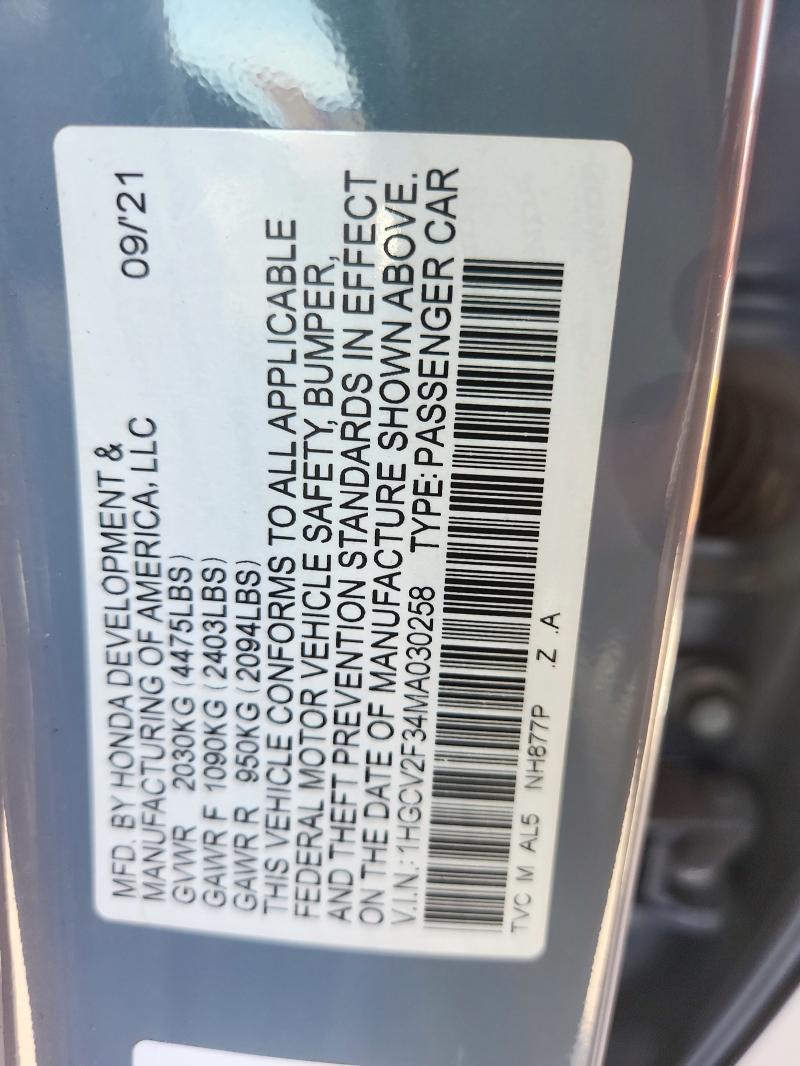 MFD. BY HONDA DEVELOPMENT & 09/'21
MANUFACTURING OF AMERICA, LLC
GVWR 2030KG (4475LBS)
GAWR F 1090KG (2403LBS)
GAWR R 950KG (2094LBS)
THIS VEHICLE CONFORMS TO ALL APPLICABLE
FEDERAL MOTOR VEHICLE SAFETY, BUMPER,
AND THEFT PREVENTION STANDARDS IN EFFECT
ON THE DATE OF MANUFACTURE SHOWN ABOVE.
V.I.N.: 1HGCV2F34MA030258 TYPE: PASSENGER CAR
TVC M AL5 NH877P .Z .A